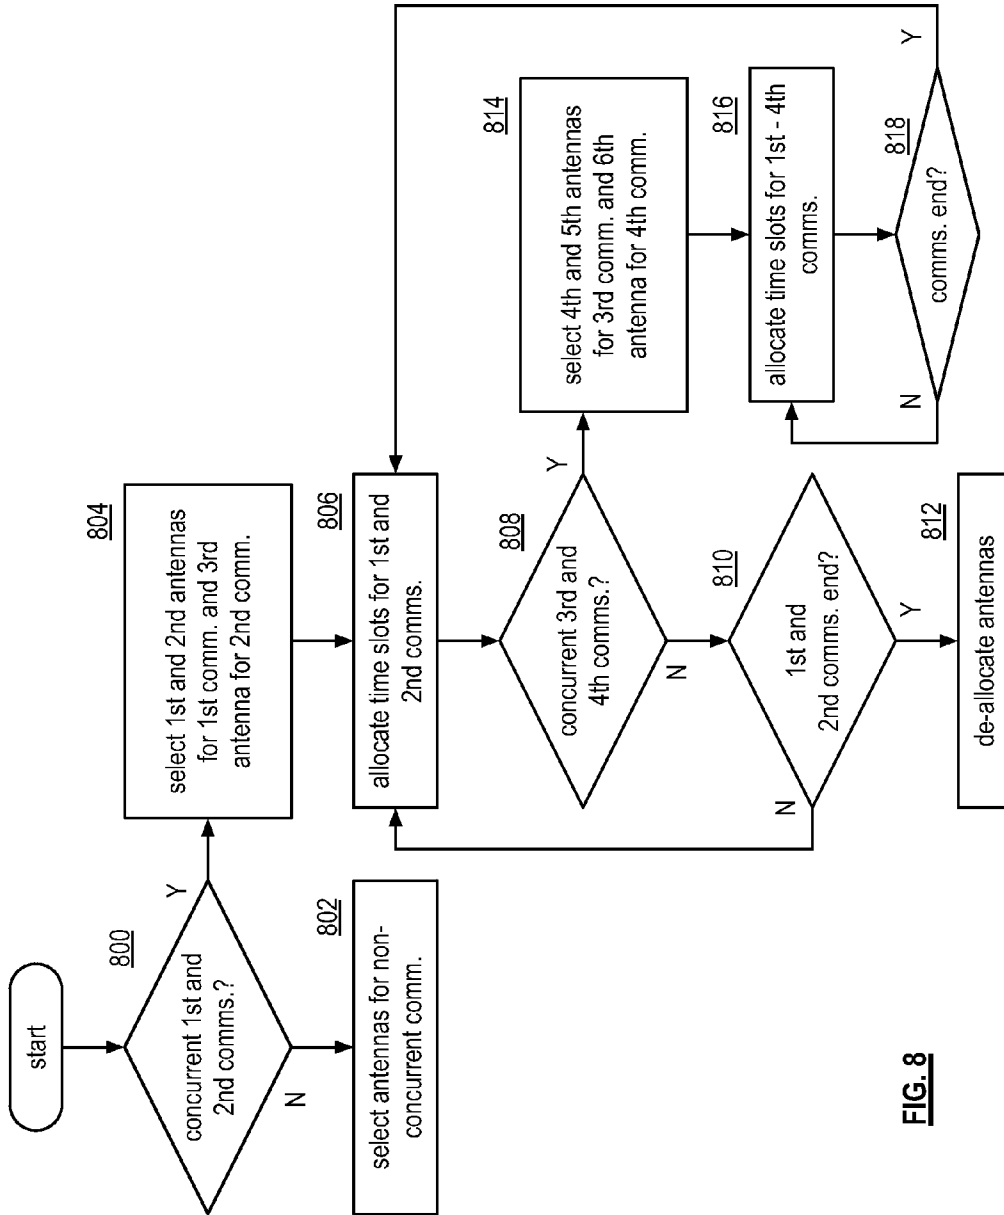 start
800
concurrent 1st and
2nd comms.?
Y
N
802
select antennas for non-
concurrent comm.
804
select 1st and 2nd antennas
for 1st comm. and 3rd
antenna for 2nd comm.
806
allocate time slots for 1st and
2nd comms.
808
concurrent 3rd and
4th comms.?
Y
N
810
1st and
2nd comms. end?
N
Y
812
de-allocate antennas
814
select 4th and 5th antennas
for 3rd comm. and 6th
antenna for 4th comm.
816
allocate time slots for 1st - 4th
comms.
818
comms. end?
N
Y
FIG. 8